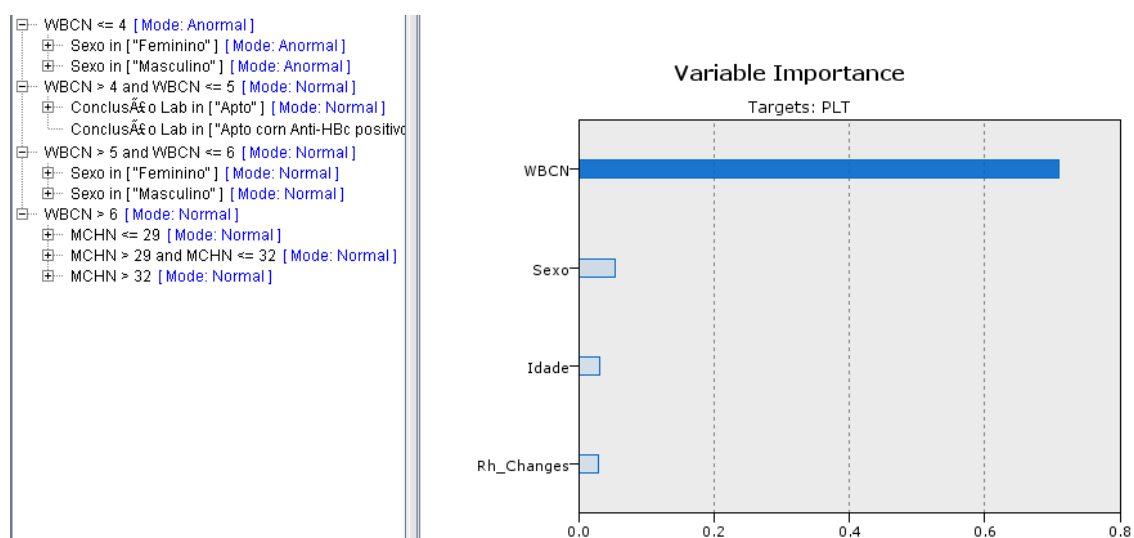 WBCN <= 4 [Mode: Anormal]
Sexo in ["Feminino"] [Mode: Anormal]
Sexo in ["Masculino"] [Mode: Anormal]
WBCN > 4 and WBCN <= 5 [Mode: Normal]
ConclusÃ£o Lab in ["Apto"] [Mode: Normal]
ConclusÃ£o Lab in ["Apto com Anti-HBc positivo
WBCN > 5 and WBCN <= 6 [Mode: Normal]
Sexo in ["Feminino"] [Mode: Normal]
Sexo in ["Masculino"] [Mode: Normal]
WBCN > 6 [Mode: Normal]
MCHN <= 29 [Mode: Normal]
MCHN > 29 and MCHN <= 32 [Mode: Normal]
MCHN > 32 [Mode: Normal]
Variable Importance
Targets: PLT
WBCN
Sexo
Idade
Rh_Changes
0.0 0.2 0.4 0.6 0.8